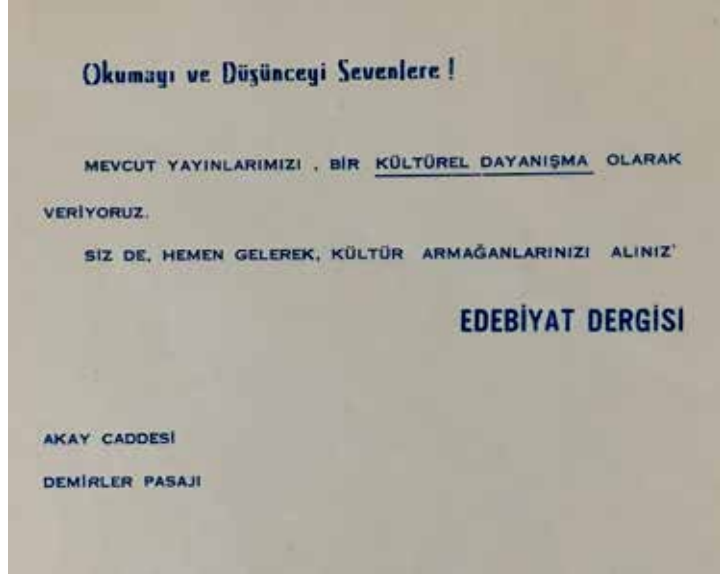 Okumayı ve Düşünceyi Sevenlere !
MEVCUT YAYINLARIMIZI , BİR KÜLTÜREL DAYANIŞMA OLARAK
VERİYORUZ.
SİZ DE, HEMEN GELEREK, KÜLTÜR ARMAĞANLARINIZI ALINIZ'
EDEBİYAT DERGİSİ
AKAY CADDESİ
DEMİRLER PASAJI